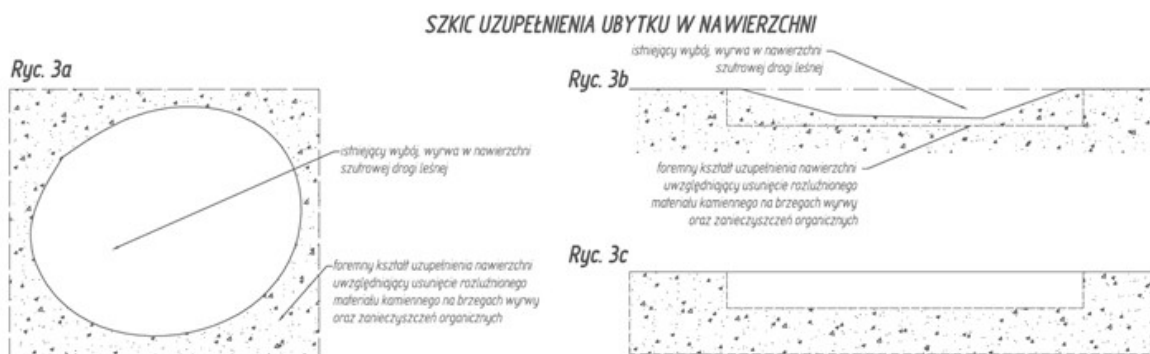 SZKIC UZUPEŁNIENIA UBYTKU W NAWIERZCHNI
Ryc. 3a
istniejący wybój, wyrwa w nawierzchni
szutrowej drogi leśnej
foremny kształt uzupełnienia nawierzchni
uwzględniający usunięcie rozluźnionego
materiału kamiennego na brzegach wyrwy
oraz zanieczyszczeń organicznych
Ryc. 3b
istniejący wybój, wyrwa w nawierzchni
szutrowej drogi leśnej
foremny kształt uzupełnienia nawierzchni
uwzględniający usunięcie rozluźnionego
materiału kamiennego na brzegach wyrwy
oraz zanieczyszczeń organicznych
Ryc. 3c